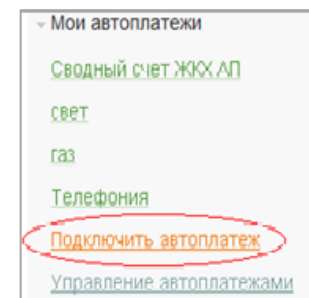 Мои автоплатежи
Сводный счет ЖКХ АП
свет
газ
Телефония
Подключить автоплатеж
Управление автоплатежами